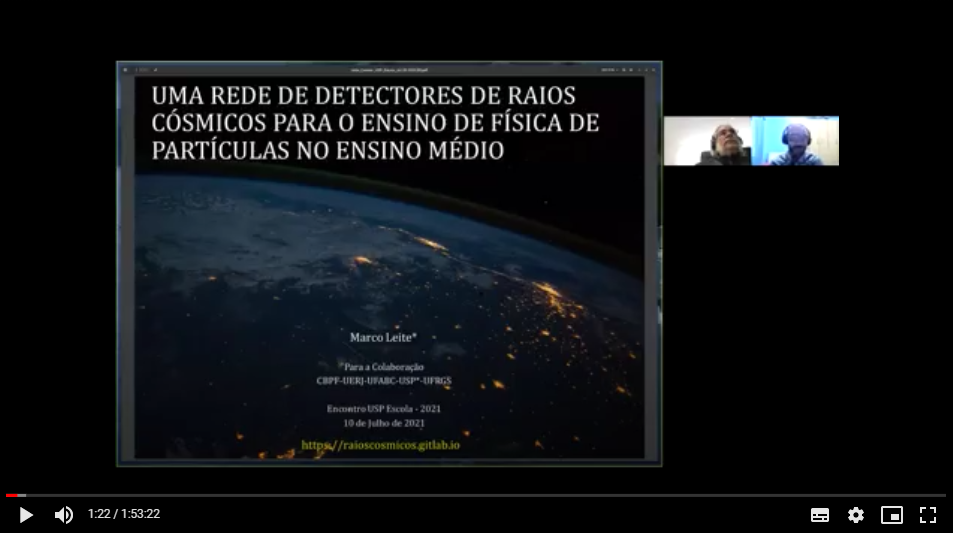 UMA REDE DE DETECTORES DE RAIOS
CÓSMICOS PARA O ENSINO DE FÍSICA DE
PARTÍCULAS NO ENSINO MÉDIO
Marco Leite*
*Para a Colaboração
CBPF-UERJ-UFABC-USP*-UFRGS
Encontro USP Escola - 2021
10 de Julho de 2021
https://raioscosmicos.gitlab.io
1:22 / 1:53:22